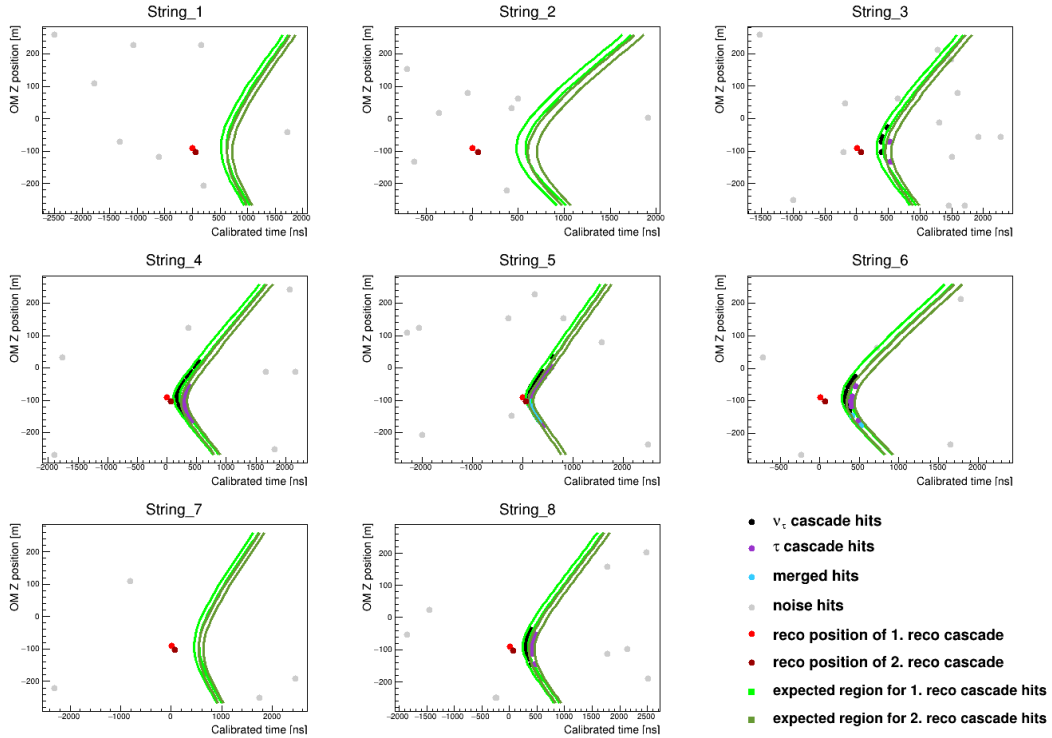 String_1
String_2
String_3
OM Z position [m]
200
100
0
−100
−200
−2500 −2000 −1500 −1000 −500 0 500 1000 1500 2000
Calibrated time [ns]
OM Z position [m]
200
100
0
−100
−200
−500 0 500 1000 1500 2000
Calibrated time [ns]
OM Z position [m]
200
100
0
−100
−200
−1500 −1000 −500 0 500 1000 1500 2000
Calibrated time [ns]
String_4
String_5
String_6
OM Z position [m]
200
100
0
−100
−200
−2000 −1500 −1000 −500 0 500 1000 1500 2000
Calibrated time [ns]
OM Z position [m]
200
100
0
−100
−200
−2000 −1000 0 1000 2000
Calibrated time [ns]
OM Z position [m]
200
100
0
−100
−200
−500 0 500 1000 1500 2000
Calibrated time [ns]
String_7
String_8
OM Z position [m]
200
100
0
−100
−200
−2000 −1000 0 1000 2000
Calibrated time [ns]
OM Z position [m]
200
100
0
−100
−200
−2000 −1500 −1000 −500 0 500 1000 1500 2000 2500
Calibrated time [ns]
ντ cascade hits
τ cascade hits
merged hits
noise hits
reco position of 1. reco cascade
reco position of 2. reco cascade
expected region for 1. reco cascade hits
expected region for 2. reco cascade hits